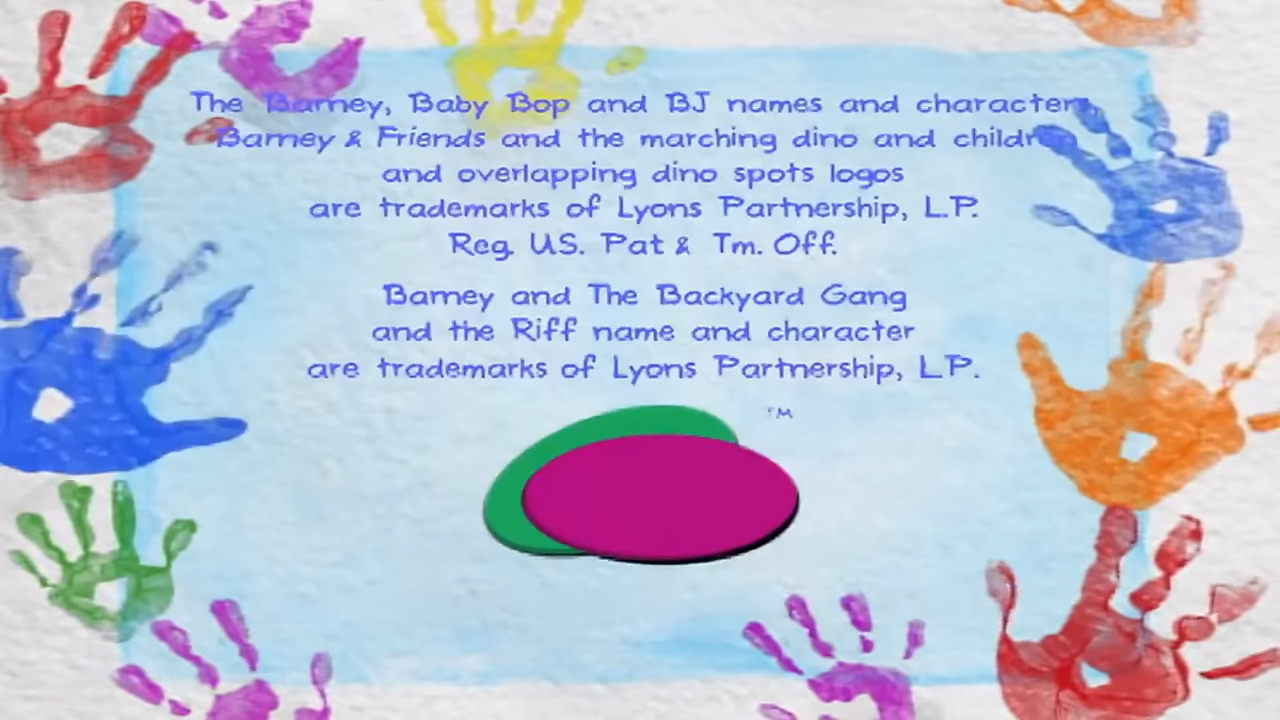 The Barney, Baby Bop and BJ names and characters,
Barney & Friends and the marching dino and children
and overlapping dino spots logos
are trademarks of Lyons Partnership, L.P.
Reg. U.S. Pat & Tm. Off.
Barney and The Backyard Gang
and the Riff name and character
are trademarks of Lyons Partnership, L.P.
TM